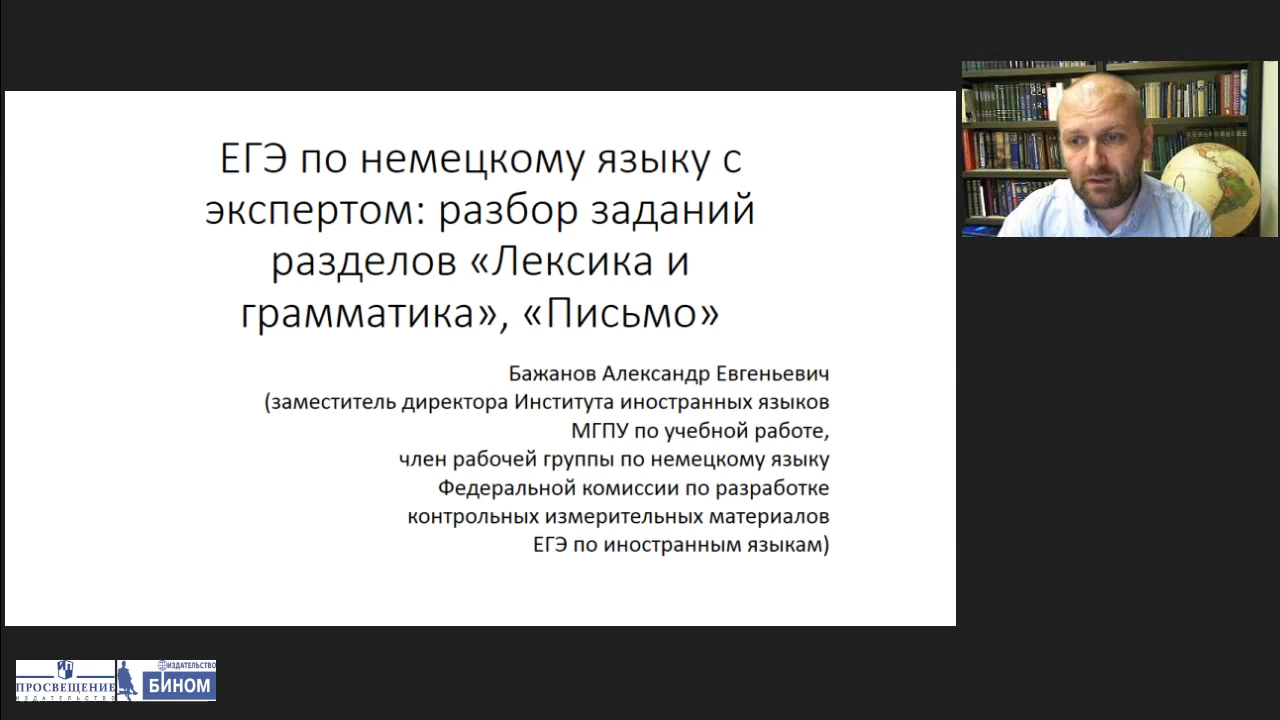 ЕГЭ по немецкому языку с
экспертом: разбор заданий
разделов «Лексика и
грамматика», «Письмо»
Бажанов Александр Евгеньевич
(заместитель директора Института иностранных языков
МГПУ по учебной работе,
член рабочей группы по немецкому языку
Федеральной комиссии по разработке
контрольных измерительных материалов
ЕГЭ по иностранным языкам)
ПРОСВЕЩЕНИЕ
ИЗДАТЕЛЬСТВО
ИЗДАТЕЛЬСТВО
БИНОМ